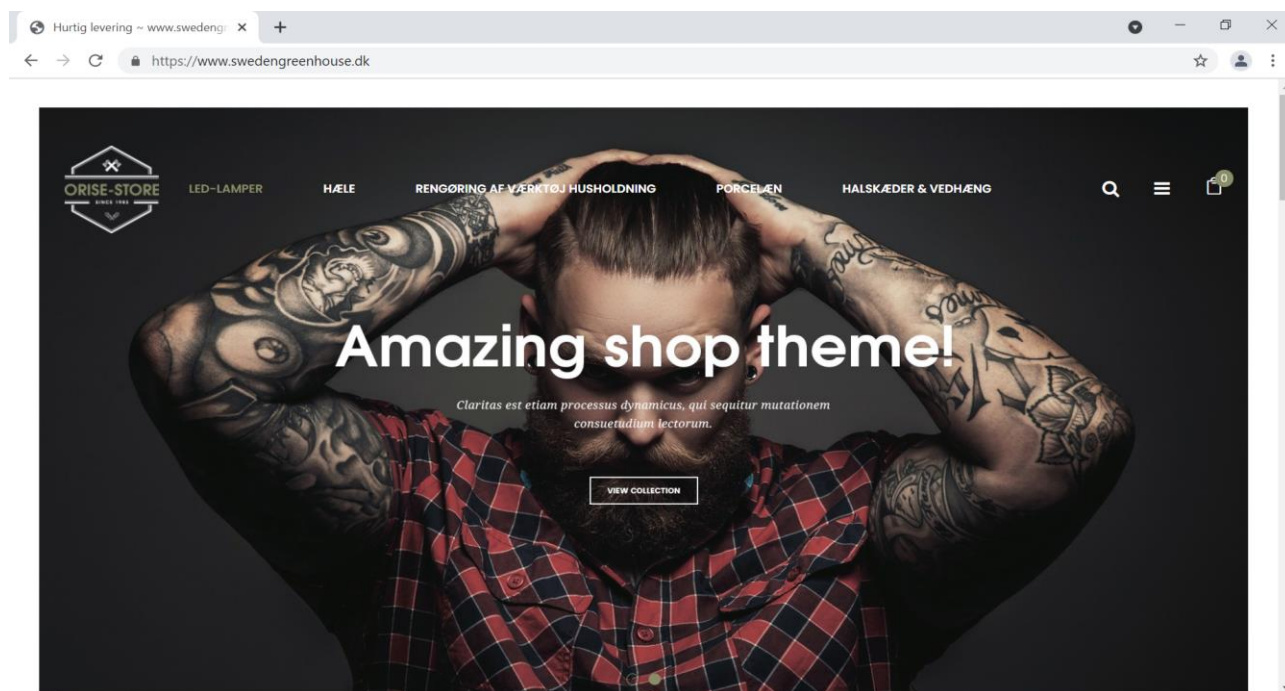 Hurtig levering ~ www.swedengr
https://www.swedengreenhouse.dk
ORISE-STORE
SINCE 1985
LED-LAMPER
HÆLE
RENGØRING AF VÆRKTØJ HUSHOLDNING
PORCELÆN
HALSKÆDER & VEDHÆNG
0
Amazing shop theme!
Claritas est etiam processus dynamicus, qui sequitur mutationem
consuetudium lectorum.
VIEW COLLECTION